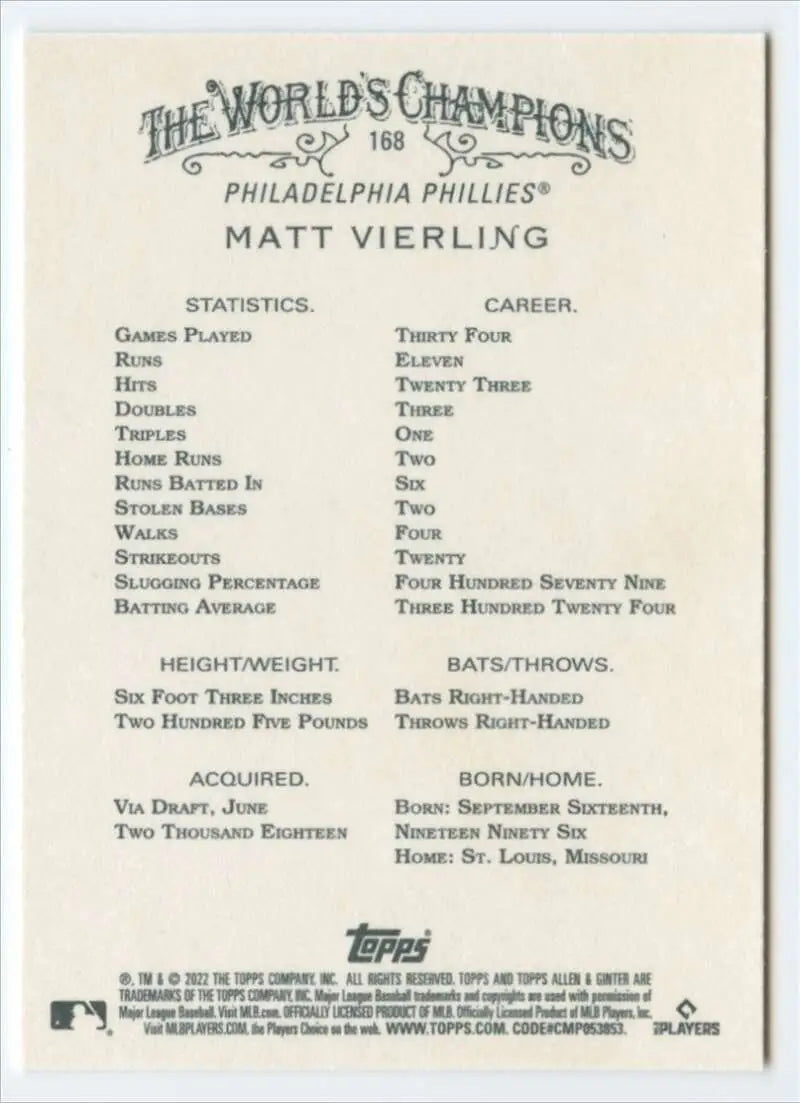 THE WORLD'S CHAMPIONS
168
PHILADELPHIA PHILLIES®
MATT VIERLING
STATISTICS. CAREER.
GAMES PLAYED THIRTY FOUR
RUNS ELEVEN
HITS TWENTY THREE
DOUBLES THREE
TRIPLES ONE
HOME RUNS TWO
RUNS BATTED IN SIX
STOLEN BASES TWO
WALKS FOUR
STRIKEOUTS TWENTY
SLUGGING PERCENTAGE FOUR HUNDRED SEVENTY NINE
BATTING AVERAGE THREE HUNDRED TWENTY FOUR
HEIGHT/WEIGHT. BATS/THROWS.
SIX FOOT THREE INCHES BATS RIGHT-HANDED
TWO HUNDRED FIVE POUNDS THROWS RIGHT-HANDED
ACQUIRED. BORN/HOME.
VIA DRAFT, JUNE BORN: SEPTEMBER SIXTEENTH,
TWO THOUSAND EIGHTEEN NINETEEN NINETY SIX
HOME: ST. LOUIS, MISSOURI
Topps
®, TM & © 2022 THE TOPPS COMPANY, INC. ALL RIGHTS RESERVED. TOPPS AND TOPPS ALLEN & GINTER ARE
TRADEMARKS OF THE TOPPS COMPANY, INC. Major League Baseball trademarks and copyrights are used with permission of
Major League Baseball. Visit MLB.com. OFFICIALLY LICENSED PRODUCT OF MLB. Officially Licensed Product of MLB Players, Inc.
Visit MLBPLAYERS.COM, the Players Choice on the web. WWW.TOPPS.COM. CODE#CMP053853.
PLAYERS